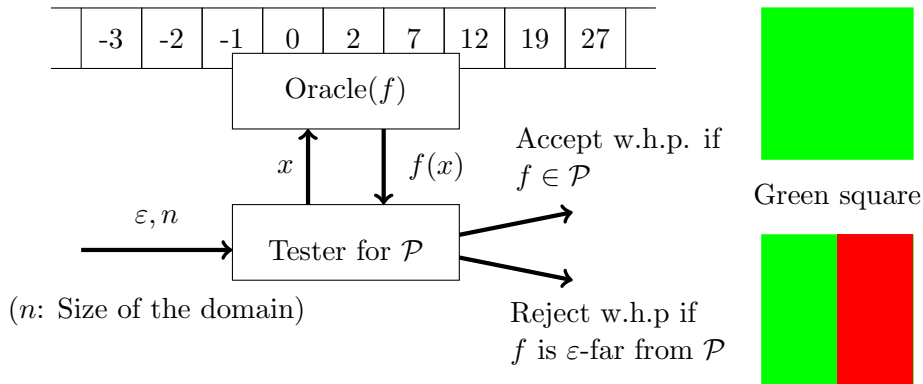 -3 -2 -1 0 2 7 12 19 27
Oracle(f)
x
f(x)
Accept w.h.p. if
f ∈ 𝒫
Green square
ε, n
Tester for 𝒫
(n: Size of the domain)
Reject w.h.p if
f is ε-far from 𝒫